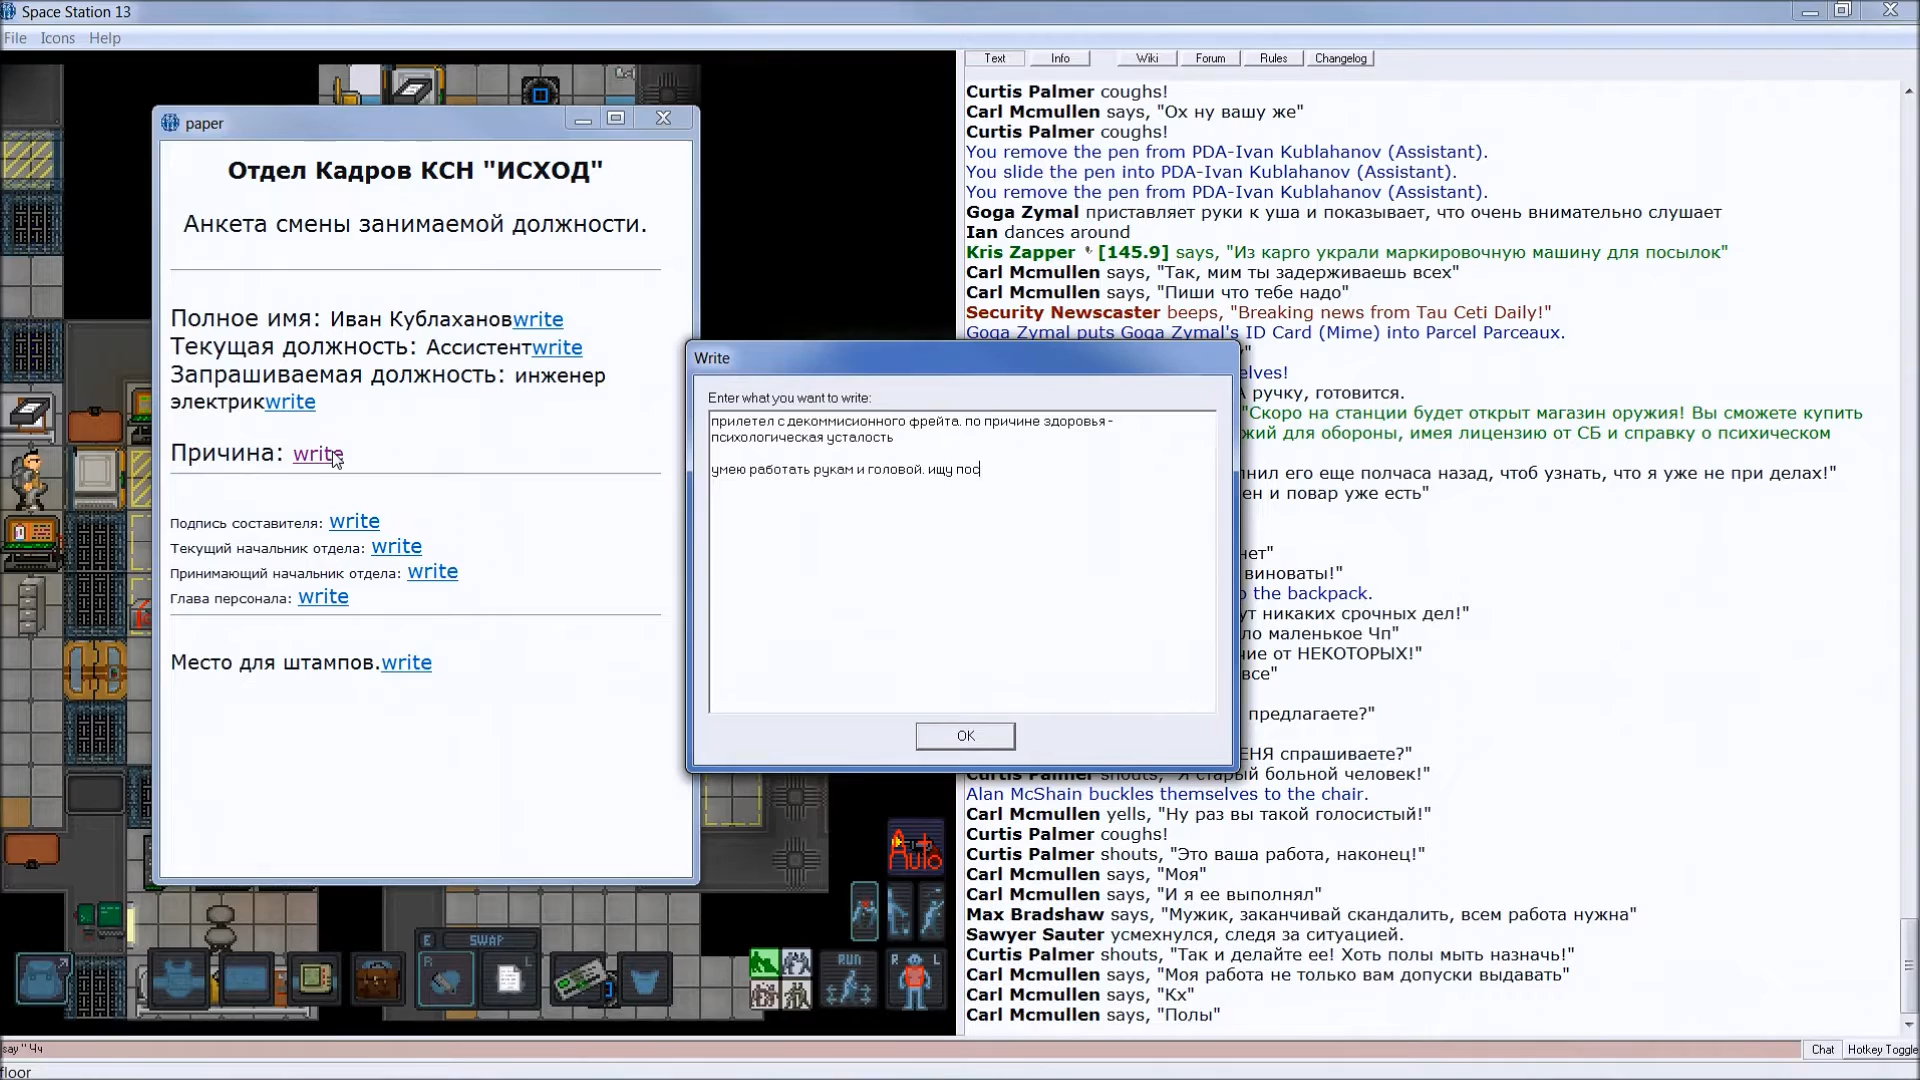 Space Station 13
File Icons Help
Text Info Wiki Forum Rules Changelog
paper
Отдел Кадров КСН "ИСХОД"
Анкета смены занимаемой должности.
Полное имя: Иван Кублахановwrite
Текущая должность: Ассистентwrite
Запрашиваемая должность: инженер
электрикwrite
Причина: write
Подпись составителя: write
Текущий начальник отдела: write
Принимающий начальник отдела: write
Глава персонала: write
Место для штампов.write
Write
Enter what you want to write:
прилетел с декоммисионного фрейта. по причине здоровья -
психологическая усталость
умею работать рукам и головой. ищу пос
OK
Curtis Palmer coughs!
Carl Mcmullen says, "Ох ну вашу же"
Curtis Palmer coughs!
You remove the pen from PDA-Ivan Kublahanov (Assistant).
You slide the pen into PDA-Ivan Kublahanov (Assistant).
You remove the pen from PDA-Ivan Kublahanov (Assistant).
Goga Zymal приставляет руки к уша и показывает, что очень внимательно слушает
Ian dances around
Kris Zapper [145.9] says, "Из карго украли маркировочную машину для посылок"
Carl Mcmullen says, "Так, мим ты задерживаешь всех"
Carl Mcmullen says, "Пиши что тебе надо"
Security Newscaster beeps, "Breaking news from Tau Ceti Daily!"
Goga Zymal puts Goga Zymal's ID Card (Mime) into Parcel Parceaux.
elves!
ручку, готовится.
"Скоро на станции будет открыт магазин оружия! Вы сможете купить
жий для обороны, имея лицензию от СБ и справку о психическом
нил его еще полчаса назад, чтоб узнать, что я уже не при делах!"
ен и повар уже есть"
нет"
виноваты!"
the backpack.
ут никаких срочных дел!"
ло маленькое Чп"
ние от НЕКОТОРЫХ!"
все"
предлагаете?"
ЕНЯ спрашиваете?"
Curtis Palmer shouts, "Я старый больной человек!"
Alan McShain buckles themselves to the chair.
Carl Mcmullen yells, "Ну раз вы такой голосистый!"
Curtis Palmer coughs!
Curtis Palmer shouts, "Это ваша работа, наконец!"
Carl Mcmullen says, "Моя"
Carl Mcmullen says, "И я ее выполнял"
Max Bradshaw says, "Мужик, заканчивай скандалить, всем работа нужна"
Sawyer Sauter усмехнулся, следя за ситуацией.
Curtis Palmer shouts, "Так и делайте ее! Хоть полы мыть назначь!"
Carl Mcmullen says, "Моя работа не только вам допуски выдавать"
Carl Mcmullen says, "Кх"
Carl Mcmullen says, "Полы"
Auto
E SWAP
R L
RUN
R L
say "Чч
Chat Hotkey Toggle
floor